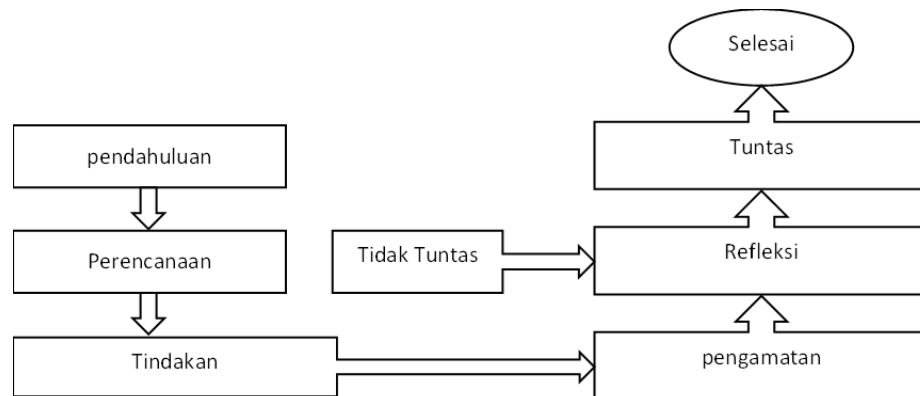 Selesai
pendahuluan
Tuntas
Perencanaan
Tidak Tuntas
Refleksi
Tindakan
pengamatan